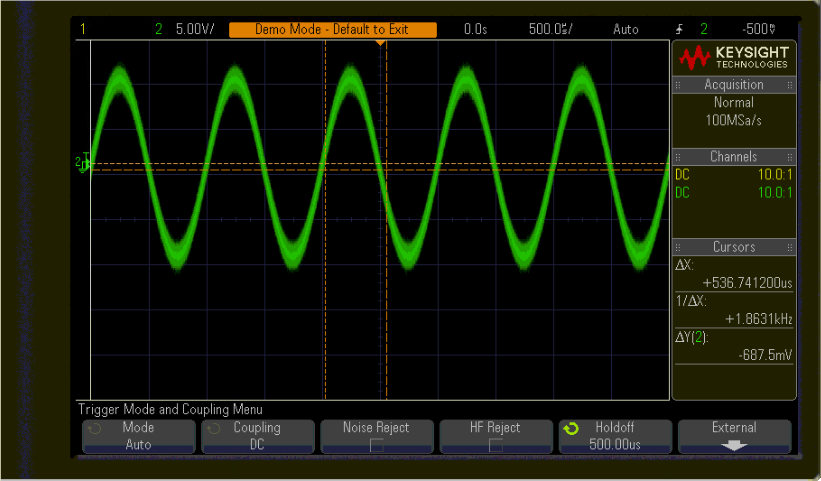 1 2 5.00V/ Demo Mode - Default to Exit 0.0s 500.0µs/ Auto 2 -500mV
KEYSIGHT
TECHNOLOGIES
Acquisition
Normal
100MSa/s
Channels
DC 10.0:1
DC 10.0:1
Cursors
ΔX:
+536.741200us
1/ΔX:
+1.8631kHz
ΔY(2):
-687.5mV
2
Trigger Mode and Coupling Menu
Mode Coupling Noise Reject HF Reject Holdoff External
Auto DC 500.00us